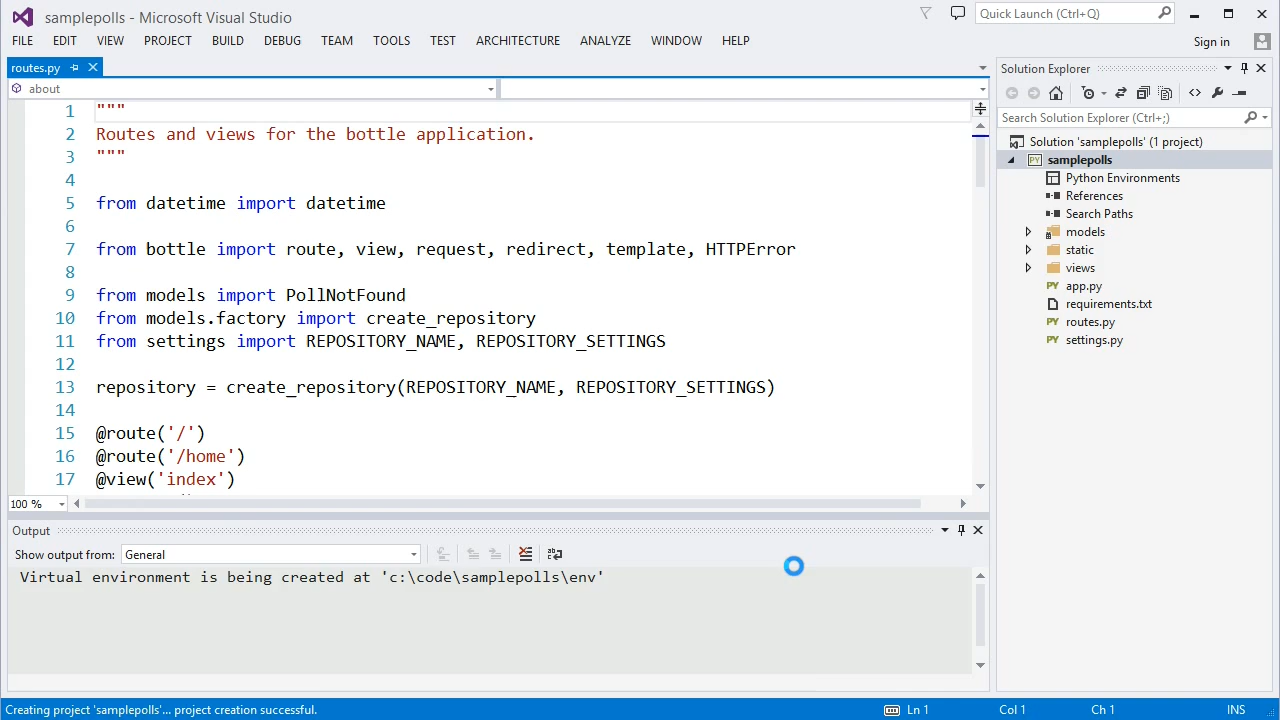 samplepolls - Microsoft Visual Studio
Quick Launch (Ctrl+Q)
FILE EDIT VIEW PROJECT BUILD DEBUG TEAM TOOLS TEST ARCHITECTURE ANALYZE WINDOW HELP
Sign in
routes.py
about
1 """
2 Routes and views for the bottle application.
3 """
4
5 from datetime import datetime
6
7 from bottle import route, view, request, redirect, template, HTTPError
8
9 from models import PollNotFound
10 from models.factory import create_repository
11 from settings import REPOSITORY_NAME, REPOSITORY_SETTINGS
12
13 repository = create_repository(REPOSITORY_NAME, REPOSITORY_SETTINGS)
14
15 @route('/')
16 @route('/home')
17 @view('index')
100 %
Output
Show output from: General
Virtual environment is being created at 'c:\code\samplepolls\env'
Solution Explorer
Search Solution Explorer (Ctrl+;)
Solution 'samplepolls' (1 project)
PY samplepolls
Python Environments
References
Search Paths
models
static
views
PY app.py
requirements.txt
PY routes.py
PY settings.py
Creating project 'samplepolls'... project creation successful.
Ln 1 Col 1 Ch 1 INS